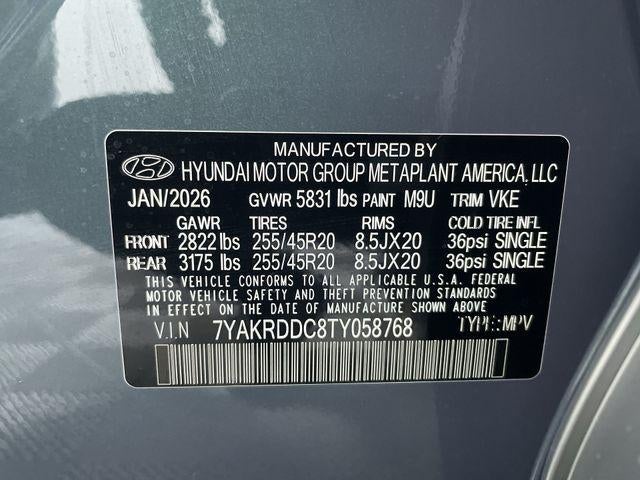 MANUFACTURED BY
HYUNDAI MOTOR GROUP METAPLANT AMERICA. LLC
JAN/2026 GVWR 5831 lbs PAINT M9U TRIM VKE
GAWR TIRES RIMS COLD TIRE INFL
FRONT 2822 lbs 255/45R20 8.5JX20 36psi SINGLE
REAR 3175 lbs 255/45R20 8.5JX20 36psi SINGLE
THIS VEHICLE CONFORMS TO ALL APPLICABLE U.S.A. FEDERAL
MOTOR VEHICLE SAFETY AND THEFT PREVENTION STANDARDS
IN EFFECT ON THE DATE OF MANUFACTURE SHOWN ABOVE.
V.I.N 7YAKRDDC8TY058768 TYPE:MPV